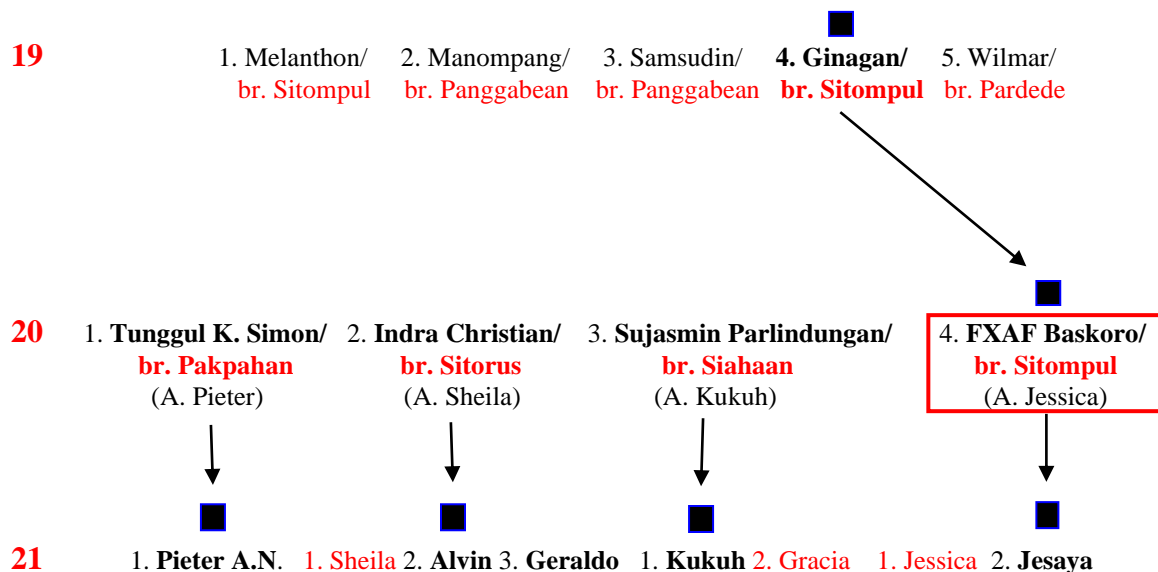 19 1. Melanthon/ 2. Manompang/ 3. Samsudin/ 4. Ginagan/ 5. Wilmar/
br. Sitompul br. Panggabean br. Panggabean br. Sitompul br. Pardede
20 1. Tunggul K. Simon/ 2. Indra Christian/ 3. Sujasmin Parlindungan/ 4. FXAF Baskoro/
br. Pakpahan br. Sitorus br. Siahaan br. Sitompul
(A. Pieter) (A. Sheila) (A. Kukuh) (A. Jessica)
21 1. Pieter A.N. 1. Sheila 2. Alvin 3. Geraldo 1. Kukuh 2. Gracia 1. Jessica 2. Jesaya